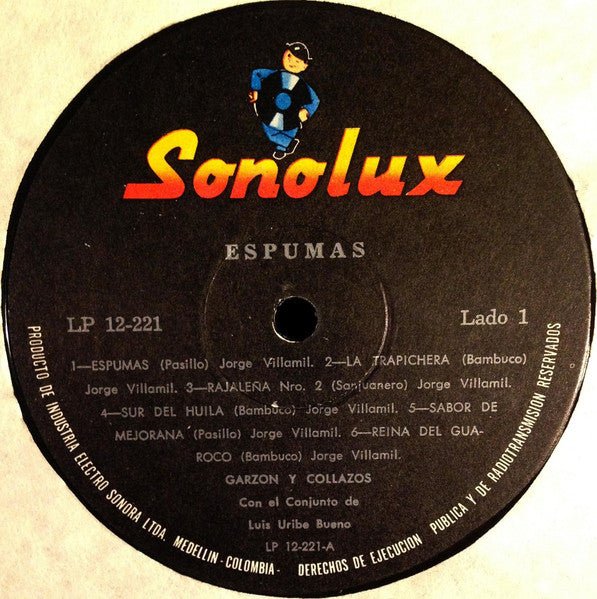 Sonolux
ESPUMAS
LP 12-221
Lado 1
1—ESPUMAS (Pasillo) Jorge Villamil. 2—LA TRAPICHERA (Bambuco)
Jorge Villamil. 3—RAJALEÑA Nro. 2 (Sanjuanero) Jorge Villamil.
4—SUR DEL HUILA (Bambuco) Jorge Villamil. 5—SABOR DE
MEJORANA (Pasillo) Jorge Villamil. 6—REINA DEL GUA-
ROCO (Bambuco) Jorge Villamil.
GARZON Y COLLAZOS
Con el Conjunto de
Luis Uribe Bueno
LP 12-221-A
PRODUCTO DE INDUSTRIA ELECTRO SONORA LTDA. MEDELLIN - COLOMBIA - DERECHOS DE EJECUCION PUBLICA Y DE RADIOTRANSMISION RESERVADOS